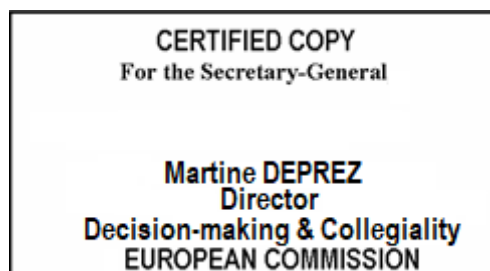 CERTIFIED COPY
For the Secretary-General
Martine DEPREZ
Director
Decision-making & Collegiality
EUROPEAN COMMISSION